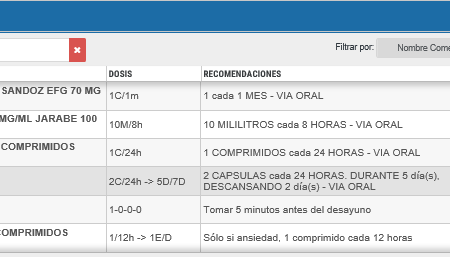 Filtrar por: Nombre Come
DOSIS RECOMENDACIONES
SANDOZ EFG 70 MG 1C/1m 1 cada 1 MES - VIA ORAL
MG/ML JARABE 100 10M/8h 10 MILILITROS cada 8 HORAS - VIA ORAL
COMPRIMIDOS 1C/24h 1 COMPRIMIDOS cada 24 HORAS - VIA ORAL
2C/24h -> 5D/7D 2 CAPSULAS cada 24 HORAS. DURANTE 5 día(s),
DESCANSANDO 2 día(s) - VIA ORAL
1-0-0-0 Tomar 5 minutos antes del desayuno
COMPRIMIDOS 1/12h -> 1E/D Sólo si ansiedad, 1 comprimido cada 12 horas